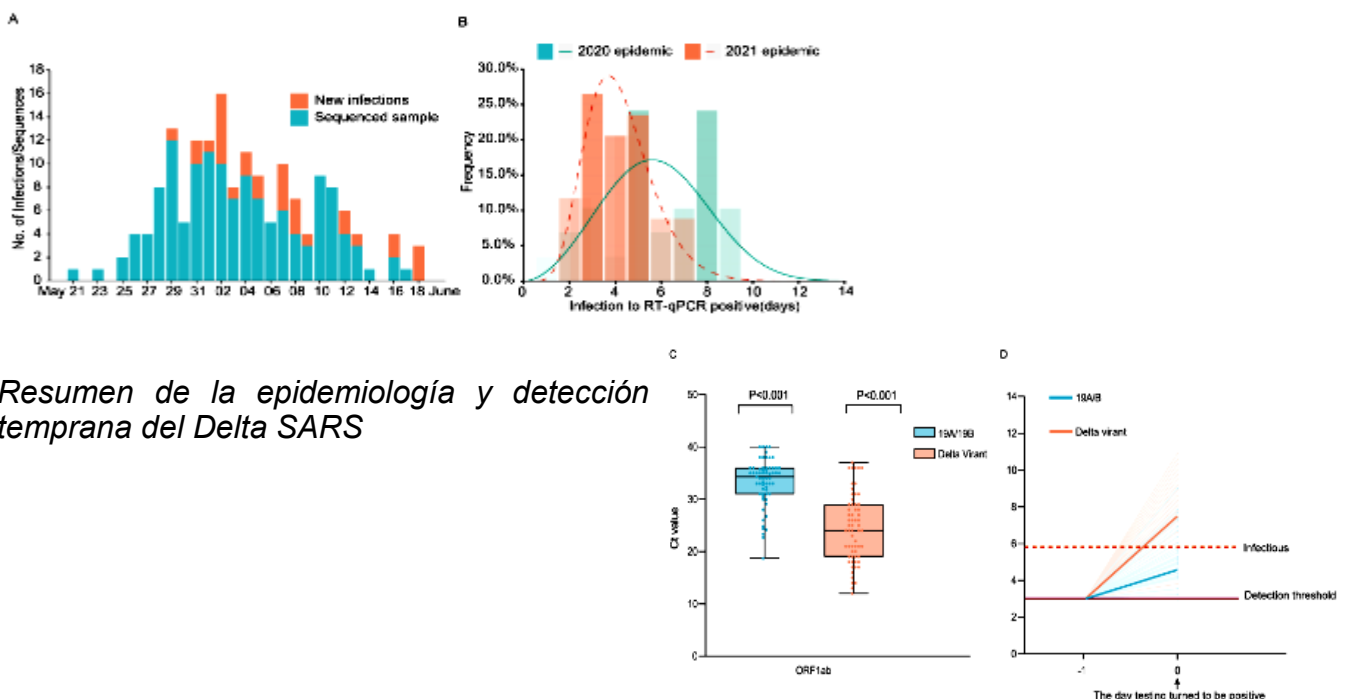 A
18
16
14
12
10
8
6
4
2
0
No. of Infections/Sequences
New infections
Sequenced sample
May 21 23 25 27 29 31 02 04 06 08 10 12 14 16 18 June
B
2020 epidemic 2021 epidemic
30.0%
25.0%
20.0%
15.0%
10.0%
5.0%
0.0%
Frequency
0 2 4 6 8 10 12 14
Infection to RT-qPCR positive(days)
Resumen de la epidemiología y detección
temprana del Delta SARS
C
50
40
30
20
10
0
Ct value
P<0.001 P<0.001
19A/19B
Delta Virant
ORF1ab
D
14
12
10
8
6
4
2
0
19A/B
Delta virant
Infectious
Detection threshold
-1 0
The day testing turned to be positive